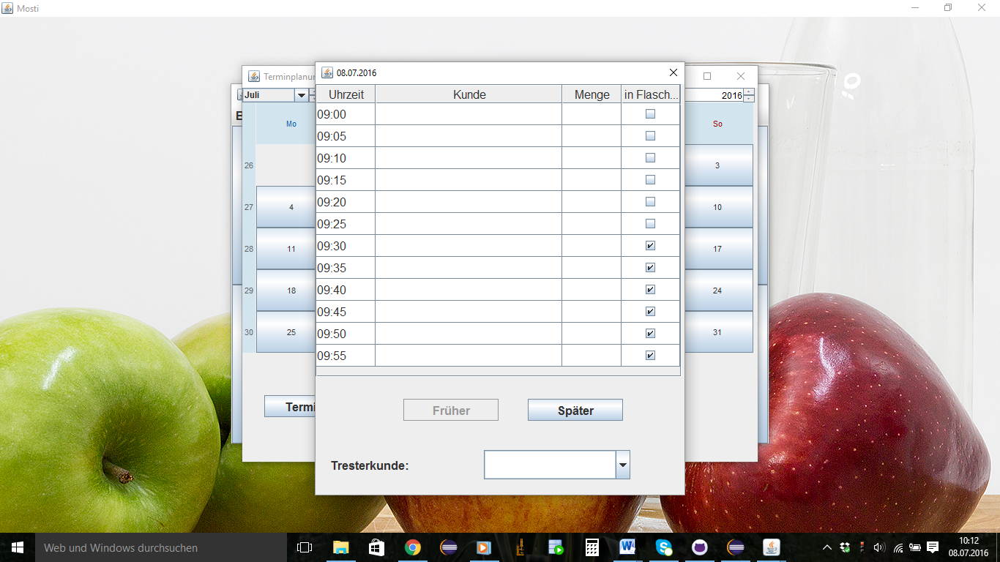 Mosti
Terminplanun
08.07.2016
Juli
2016
Uhrzeit Kunde Menge in Flasch...
09:00
09:05
09:10
09:15
09:20
09:25
09:30
09:35
09:40
09:45
09:50
09:55
Mo So
26 3
27 4 10
28 11 17
29 18 24
30 25 31
Termi
Früher Später
Tresterkunde:
Web und Windows durchsuchen
10:12
08.07.2016